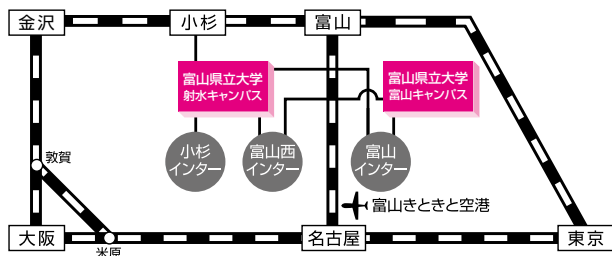 金沢
小杉
富山
富山県立大学
射水キャンパス
富山県立大学
富山キャンパス
小杉
インター
富山西
インター
富山
インター
敦賀
富山きときと空港
大阪
米原
名古屋
東京